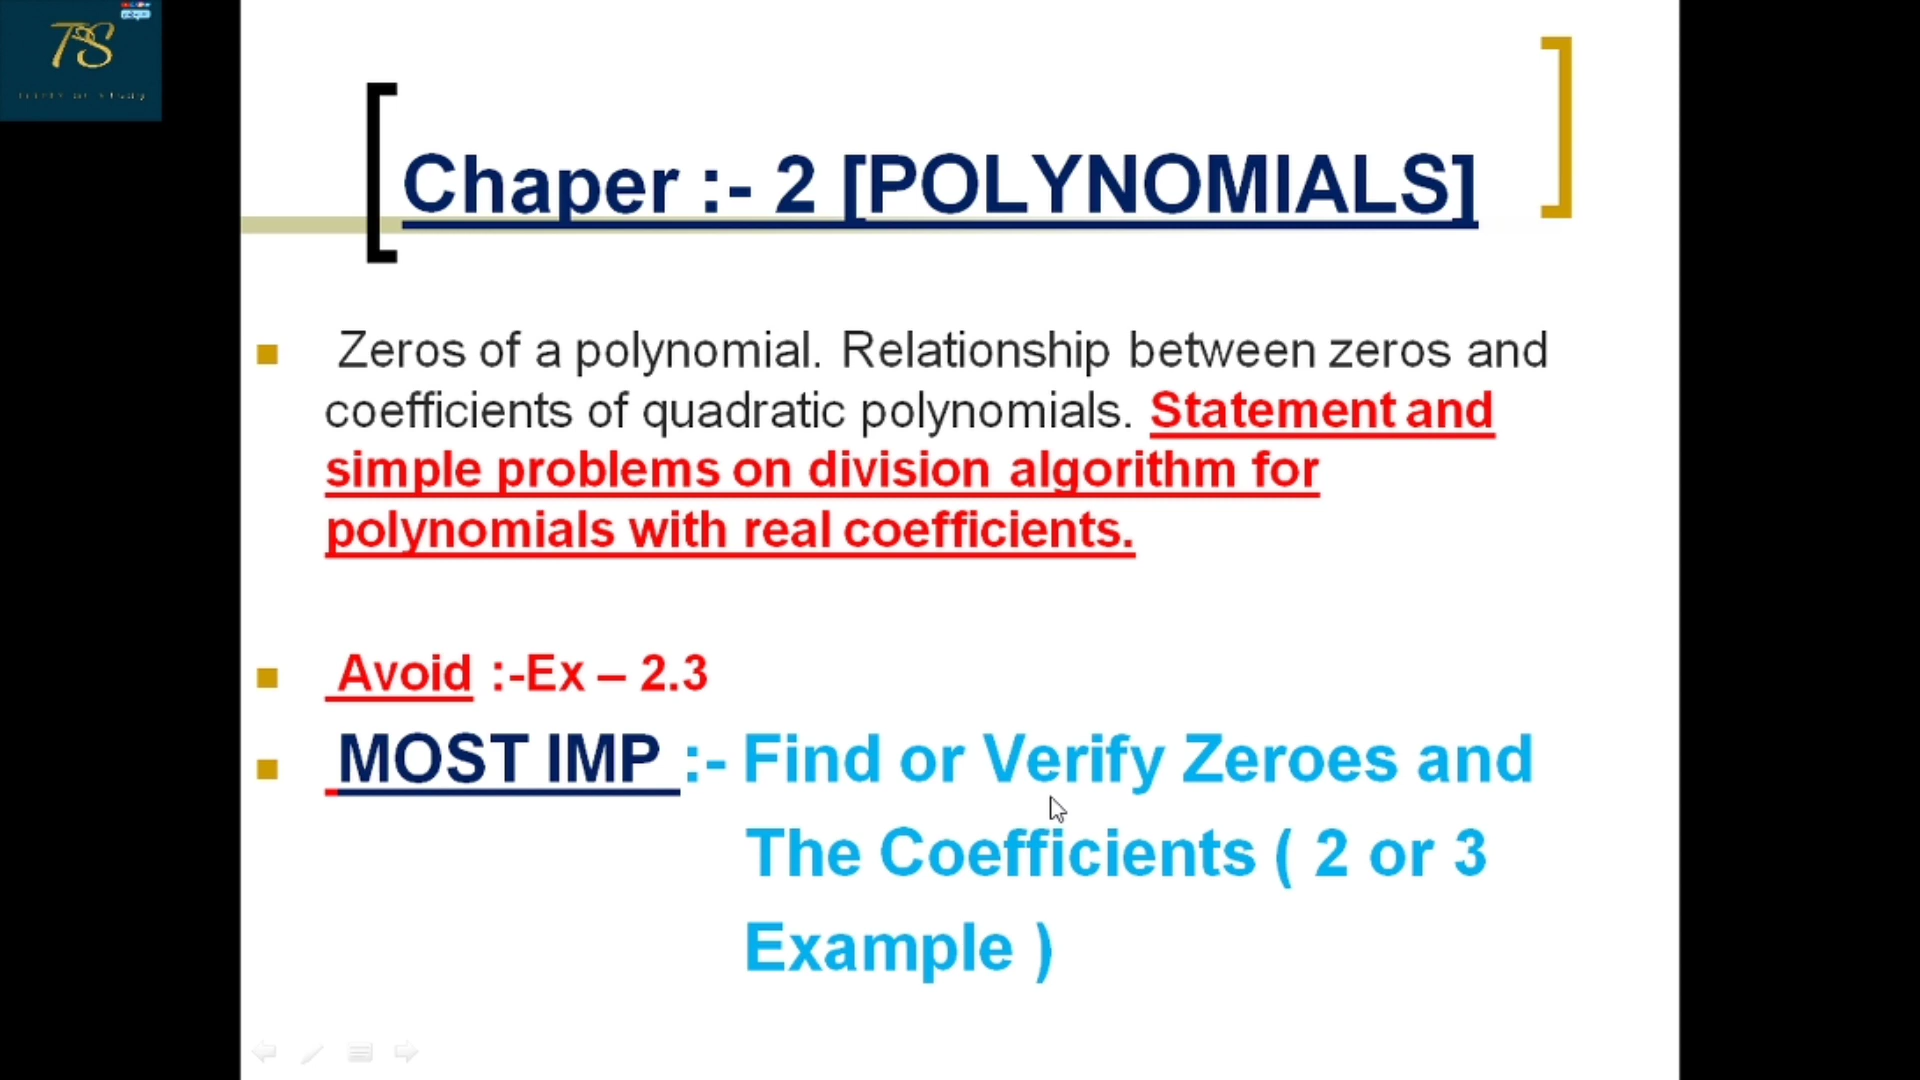 TS
Chaper :- 2 [POLYNOMIALS]
Zeros of a polynomial. Relationship between zeros and
coefficients of quadratic polynomials. Statement and
simple problems on division algorithm for
polynomials with real coefficients.
Avoid :-Ex – 2.3
MOST IMP :- Find or Verify Zeroes and
The Coefficients ( 2 or 3
Example )